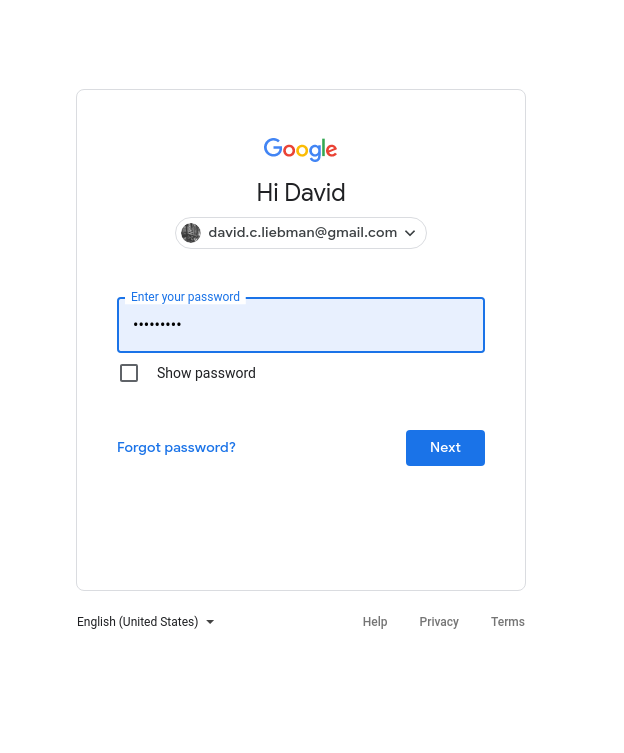 Google
Hi David
david.c.liebman@gmail.com
Enter your password
•••••••••
Show password
Forgot password? Next
English (United States) Help Privacy Terms